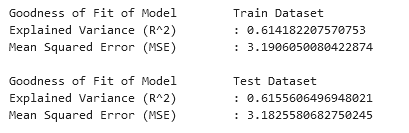 Goodness of Fit of Model Train Dataset
Explained Variance (R^2) : 0.614182207570753
Mean Squared Error (MSE) : 3.1906050080422874
Goodness of Fit of Model Test Dataset
Explained Variance (R^2) : 0.6155606496948021
Mean Squared Error (MSE) : 3.1825580682750245